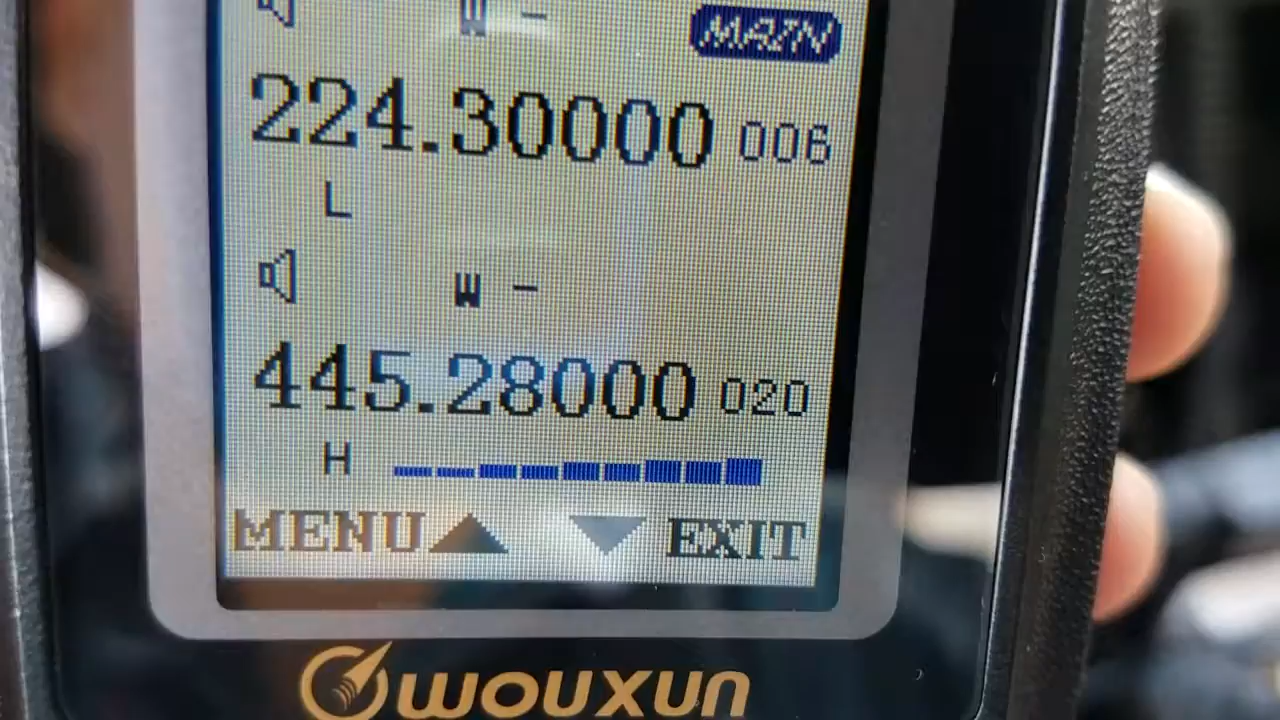 W - MAIN
224.30000 006
L
W -
445.28000 020
H
MENU EXIT
WOUXUN